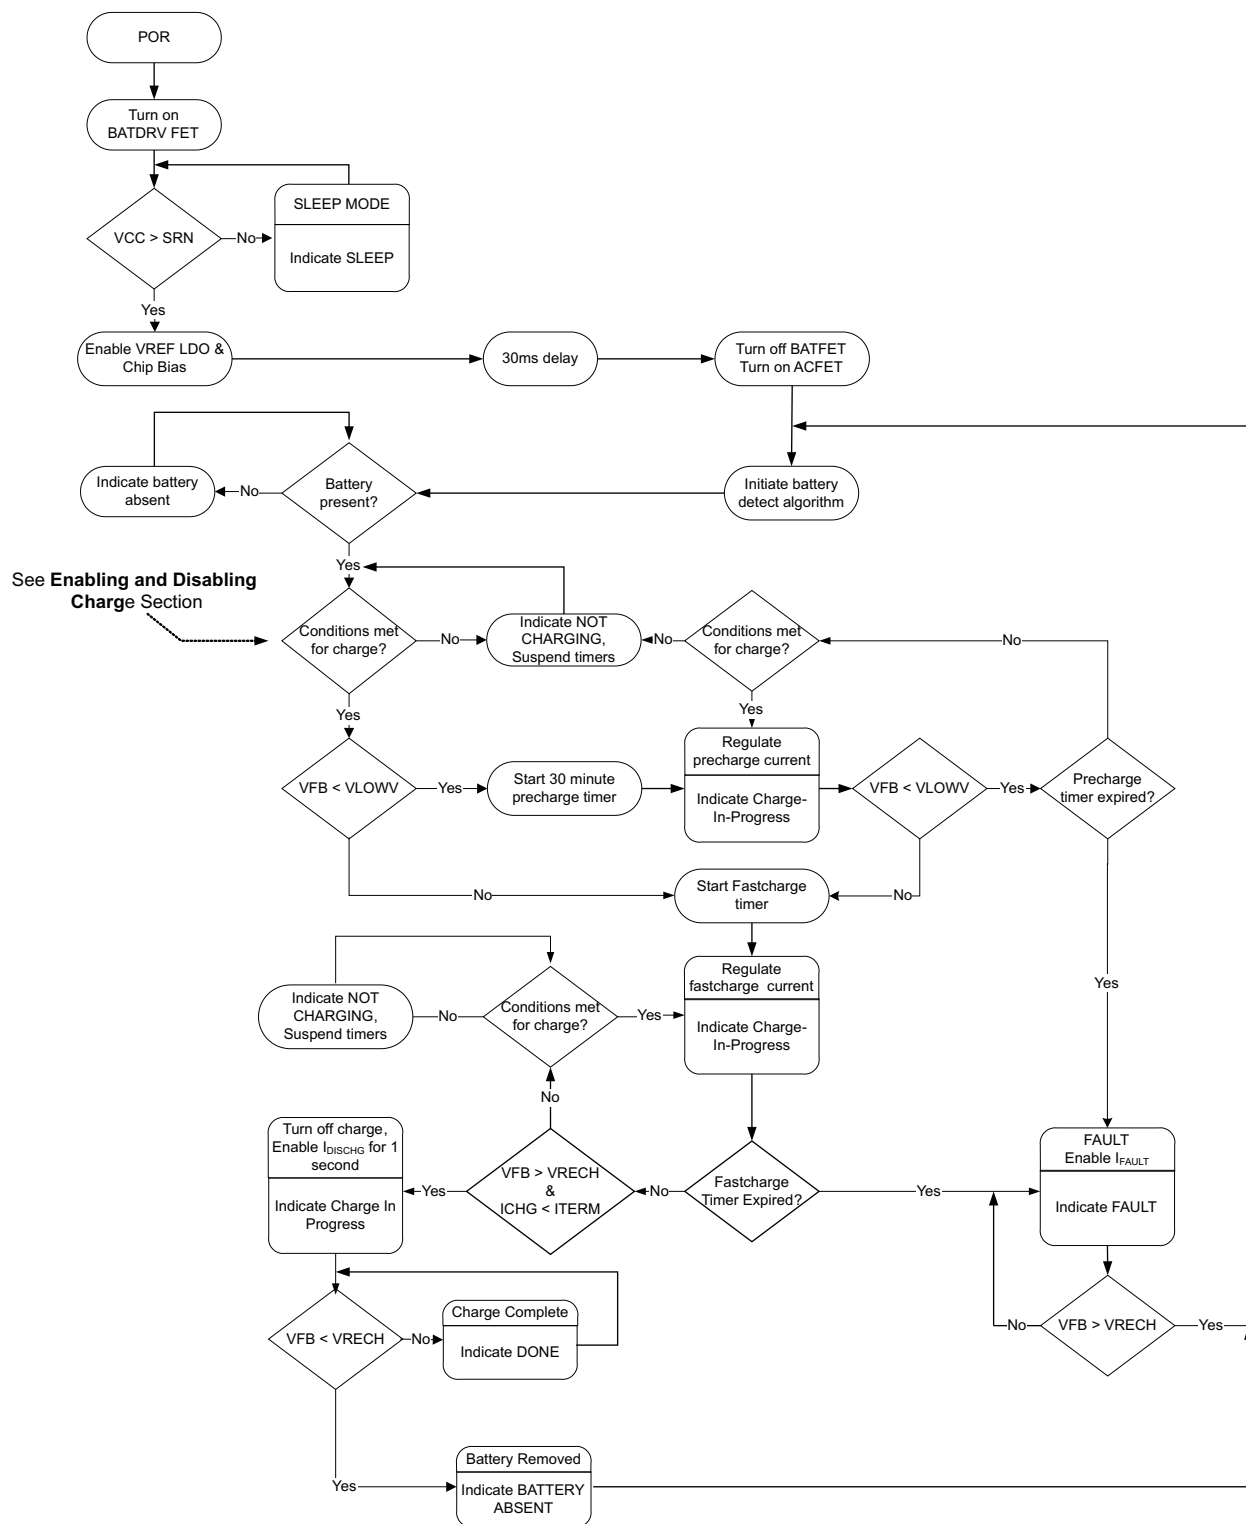 POR
Turn on
BATDRV FET
SLEEP MODE
VCC > SRN
No
Indicate SLEEP
Yes
Enable VREF LDO &
Chip Bias
30ms delay
Turn off BATFET
Turn on ACFET
Indicate battery
absent
No
Battery
present?
Initiate battery
detect algorithm
Yes
See Enabling and Disabling
Charge Section
Conditions met
for charge?
No
Indicate NOT
CHARGING,
Suspend timers
No
Conditions met
for charge?
No
Yes
Yes
VFB < VLOWV
Yes
Start 30 minute
precharge timer
Regulate
precharge current
Indicate Charge-
In-Progress
VFB < VLOWV
Yes
Precharge
timer expired?
No
Start Fastcharge
timer
No
Indicate NOT
CHARGING,
Suspend timers
No
Conditions met
for charge?
Yes
Regulate
fastcharge current
Indicate Charge-
In-Progress
Yes
No
Turn off charge,
Enable IDISCHG for 1
second
Indicate Charge In
Progress
Yes
VFB > VRECH
&
ICHG < ITERM
No
Fastcharge
Timer Expired?
Yes
FAULT
Enable IFAULT
Indicate FAULT
VFB < VRECH
No
Charge Complete
Indicate DONE
No
VFB > VRECH
Yes
Yes
Battery Removed
Indicate BATTERY
ABSENT